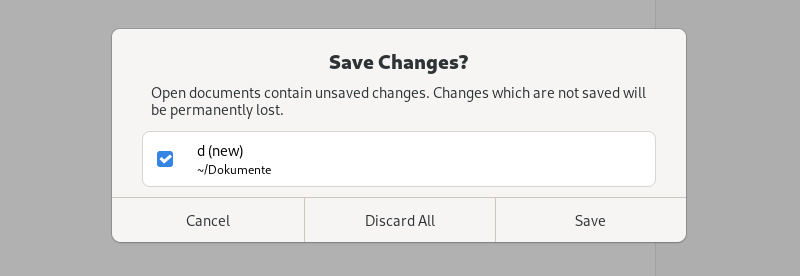 Save Changes?
Open documents contain unsaved changes. Changes which are not saved will
be permanently lost.
d (new)
~/Dokumente
Cancel
Discard All
Save